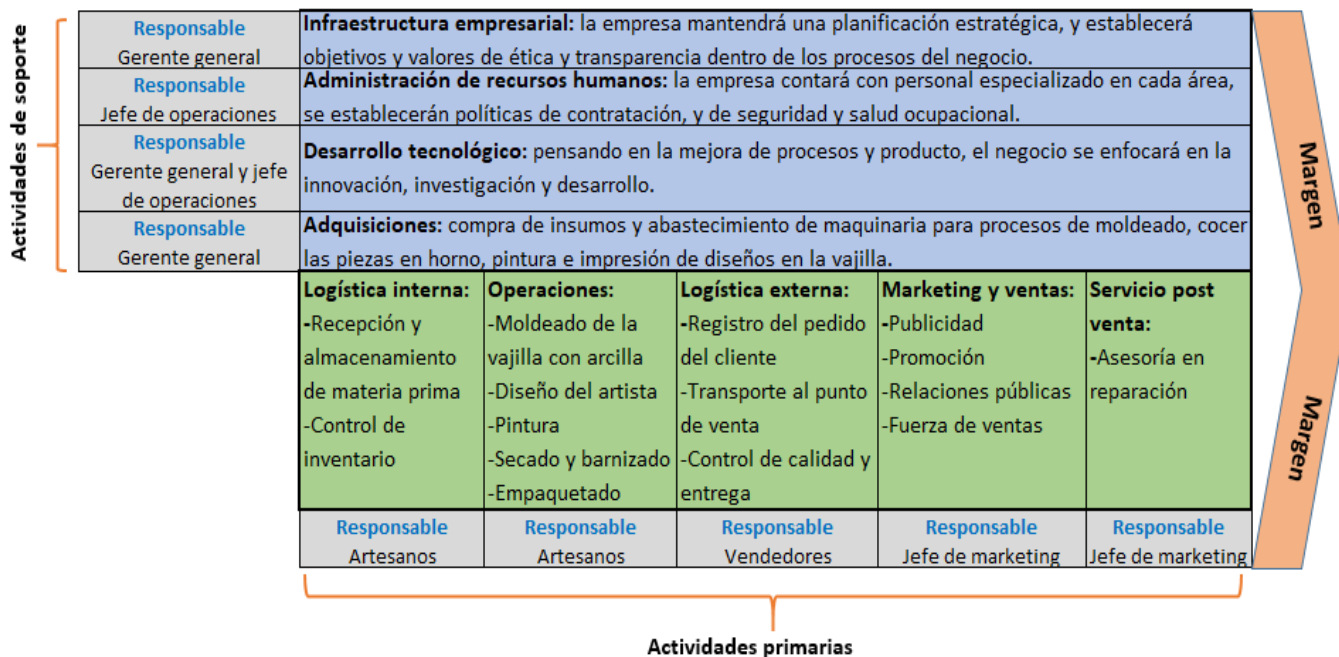 Actividades de soporte
Responsable
Gerente general
Infraestructura empresarial: la empresa mantendrá una planificación estratégica, y establecerá
objetivos y valores de ética y transparencia dentro de los procesos del negocio.
Responsable
Jefe de operaciones
Administración de recursos humanos: la empresa contará con personal especializado en cada área,
se establecerán políticas de contratación, y de seguridad y salud ocupacional.
Responsable
Gerente general y jefe
de operaciones
Desarrollo tecnológico: pensando en la mejora de procesos y producto, el negocio se enfocará en la
innovación, investigación y desarrollo.
Responsable
Gerente general
Adquisiciones: compra de insumos y abastecimiento de maquinaria para procesos de moldeado, cocer
las piezas en horno, pintura e impresión de diseños en la vajilla.
Logística interna:
-Recepción y
almacenamiento
de materia prima
-Control de
inventario
Operaciones:
-Moldeado de la
vajilla con arcilla
-Diseño del artista
-Pintura
-Secado y barnizado
-Empaquetado
Logística externa:
-Registro del pedido
del cliente
-Transporte al punto
de venta
-Control de calidad y
entrega
Marketing y ventas:
-Publicidad
-Promoción
-Relaciones públicas
-Fuerza de ventas
Servicio post
venta:
-Asesoría en
reparación
Responsable
Artesanos
Responsable
Artesanos
Responsable
Vendedores
Responsable
Jefe de marketing
Responsable
Jefe de marketing
Margen
Margen
Actividades primarias